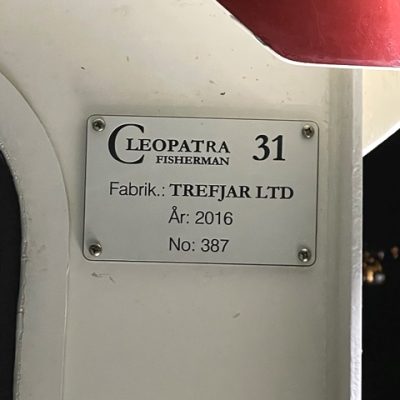 CLEOPATRA 31
FISHERMAN
Fabrik.: TREFJAR LTD
År: 2016
No: 387